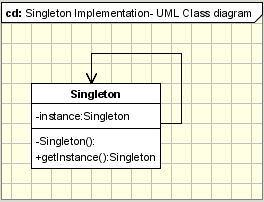 cd: Singleton Implementation- UML Class diagram
Singleton
-instance:Singleton
-Singleton():
+getInstance():Singleton